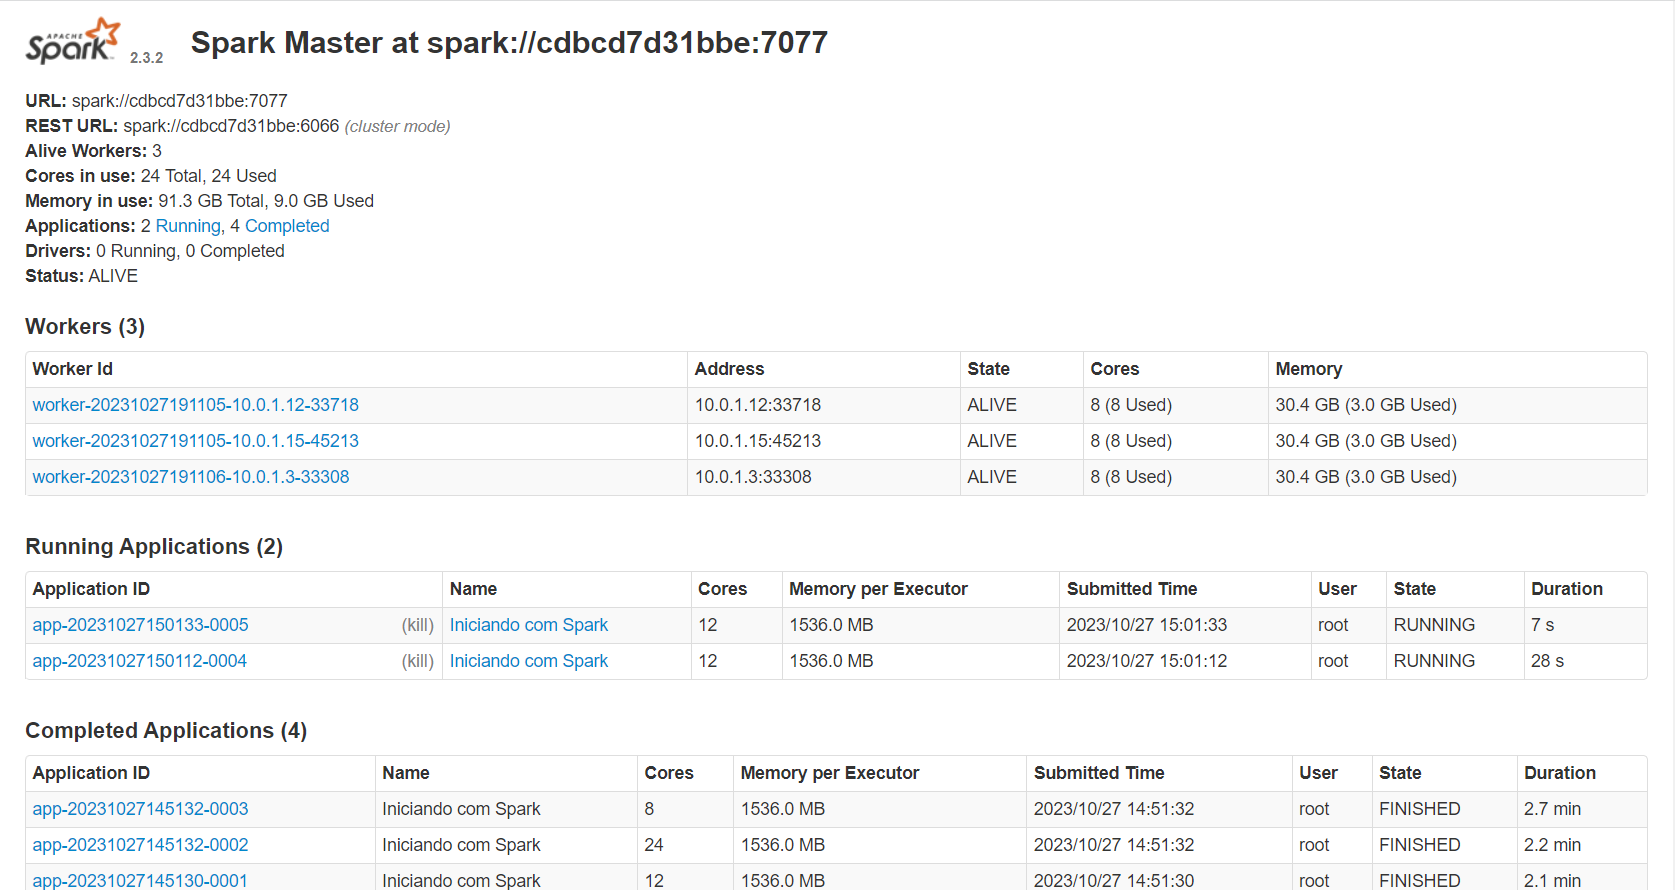 APACHE
Spark 2.3.2 Spark Master at spark://cdbcd7d31bbe:7077
URL: spark://cdbcd7d31bbe:7077
REST URL: spark://cdbcd7d31bbe:6066 (cluster mode)
Alive Workers: 3
Cores in use: 24 Total, 24 Used
Memory in use: 91.3 GB Total, 9.0 GB Used
Applications: 2 Running, 4 Completed
Drivers: 0 Running, 0 Completed
Status: ALIVE
Workers (3)
Worker Id Address State Cores Memory
worker-20231027191105-10.0.1.12-33718 10.0.1.12:33718 ALIVE 8 (8 Used) 30.4 GB (3.0 GB Used)
worker-20231027191105-10.0.1.15-45213 10.0.1.15:45213 ALIVE 8 (8 Used) 30.4 GB (3.0 GB Used)
worker-20231027191106-10.0.1.3-33308 10.0.1.3:33308 ALIVE 8 (8 Used) 30.4 GB (3.0 GB Used)
Running Applications (2)
Application ID Name Cores Memory per Executor Submitted Time User State Duration
app-20231027150133-0005 (kill) Iniciando com Spark 12 1536.0 MB 2023/10/27 15:01:33 root RUNNING 7 s
app-20231027150112-0004 (kill) Iniciando com Spark 12 1536.0 MB 2023/10/27 15:01:12 root RUNNING 28 s
Completed Applications (4)
Application ID Name Cores Memory per Executor Submitted Time User State Duration
app-20231027145132-0003 Iniciando com Spark 8 1536.0 MB 2023/10/27 14:51:32 root FINISHED 2.7 min
app-20231027145132-0002 Iniciando com Spark 24 1536.0 MB 2023/10/27 14:51:32 root FINISHED 2.2 min
app-20231027145130-0001 Iniciando com Spark 12 1536.0 MB 2023/10/27 14:51:30 root FINISHED 2.1 min